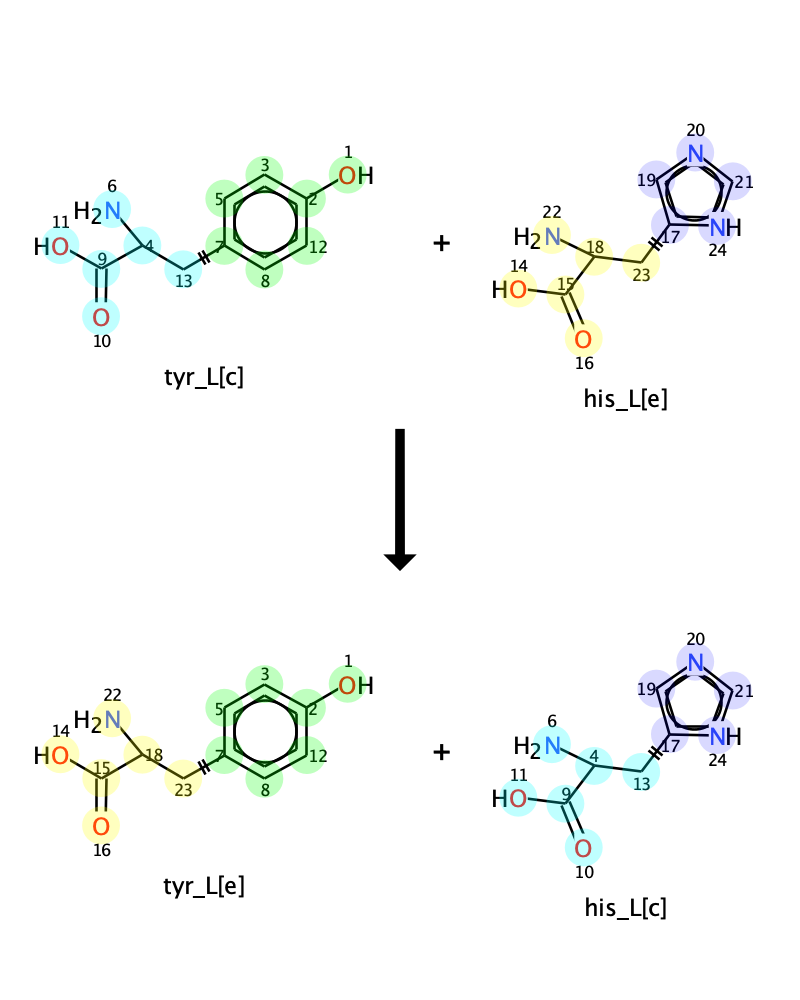 1
3
OH
6
5
2
H2N
11
4
7
12
HO
9
13
8
O
10
tyr_L[c]
+
20
N
19
21
22
H2N
18
17
NH
24
14
15
23
HO
O
16
his_L[e]
1
3
OH
22
5
2
H2N
14
18
7
12
HO
15
23
8
O
16
tyr_L[e]
+
20
N
19
21
6
H2N
4
17
NH
24
11
9
13
HO
O
10
his_L[c]